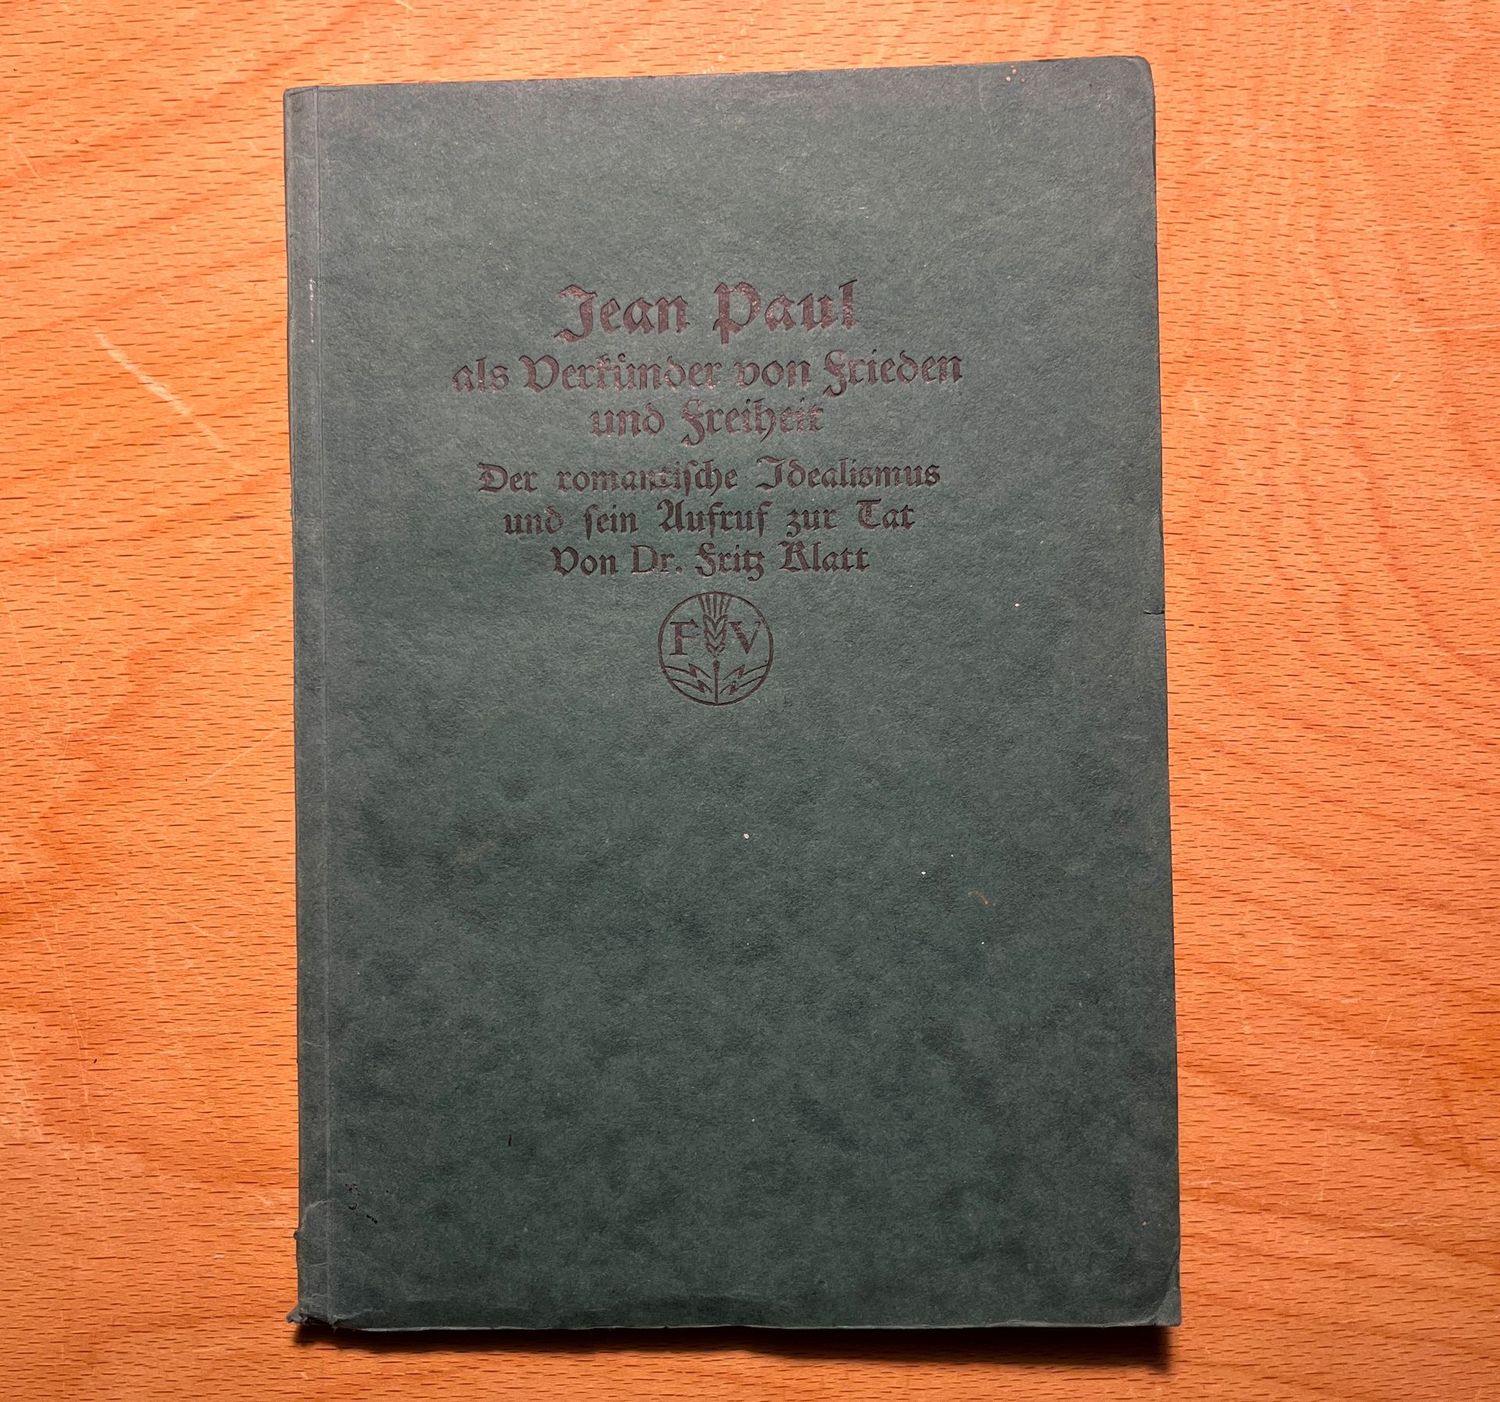 Jean Paul
als Verkünder von Frieden
und Freiheit
Der romantische Idealismus
und sein Aufruf zur Tat
Von Dr. Fritz Klatt
F V